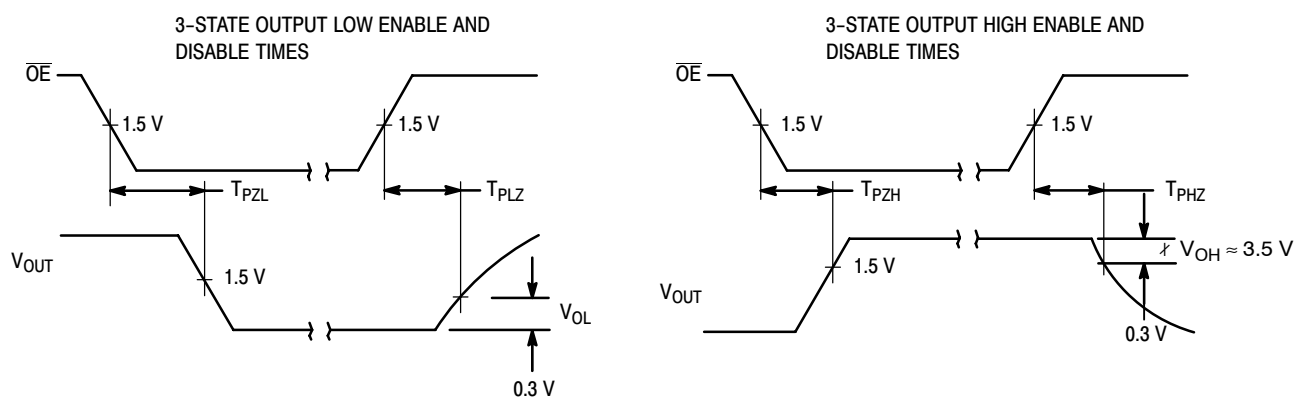 3-STATE OUTPUT LOW ENABLE AND
DISABLE TIMES
O̅E̅
1.5 V
1.5 V
TPZL
TPLZ
VOUT
1.5 V
VOL
0.3 V
3-STATE OUTPUT HIGH ENABLE AND
DISABLE TIMES
O̅E̅
1.5 V
1.5 V
TPZH
TPHZ
VOH ≈ 3.5 V
1.5 V
VOUT
0.3 V